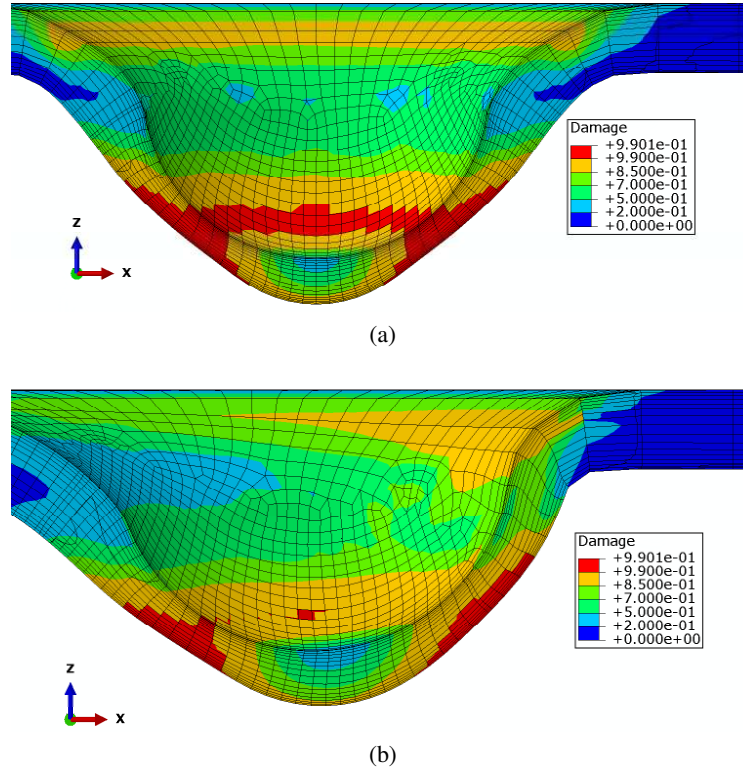 Damage
+9.901e-01
+9.900e-01
+8.500e-01
+7.000e-01
+5.000e-01
+2.000e-01
+0.000e+00
z
x
(a)
Damage
+9.901e-01
+9.900e-01
+8.500e-01
+7.000e-01
+5.000e-01
+2.000e-01
+0.000e+00
z
x
(b)